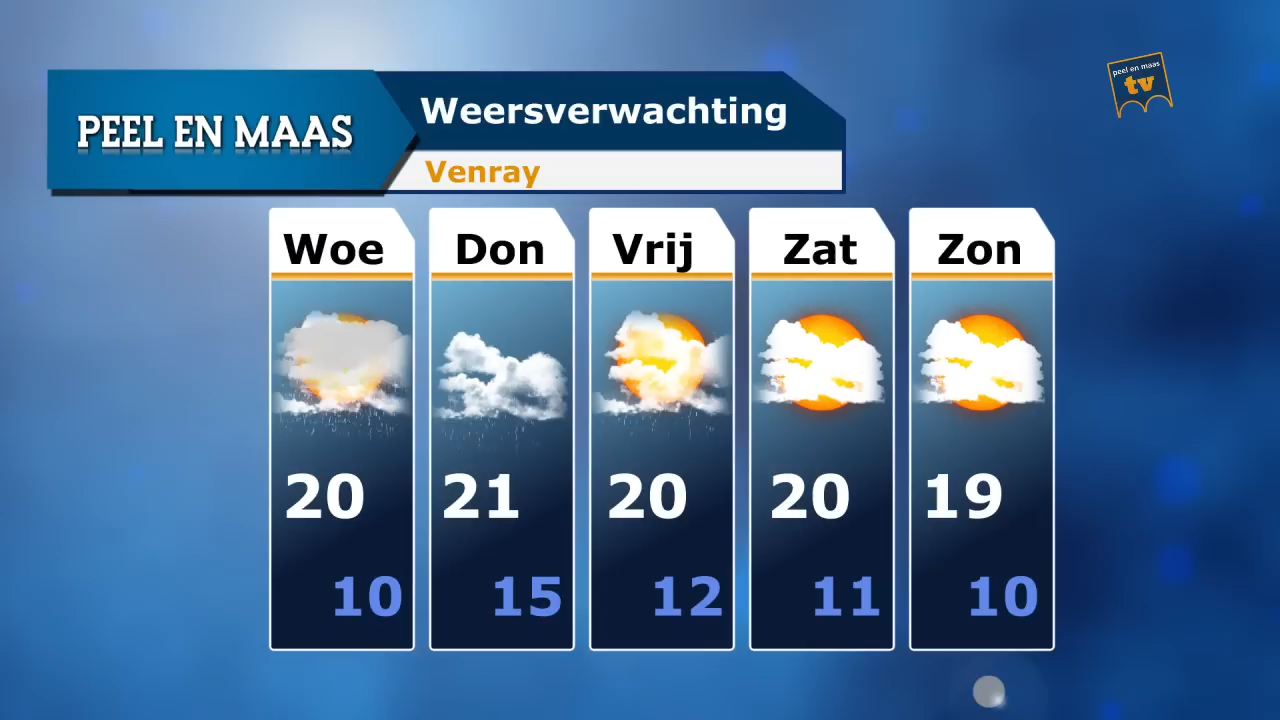 peel en maas
tv
PEEL EN MAAS
Weersverwachting
Venray
Woe Don Vrij Zat Zon
20 21 20 20 19
10 15 12 11 10